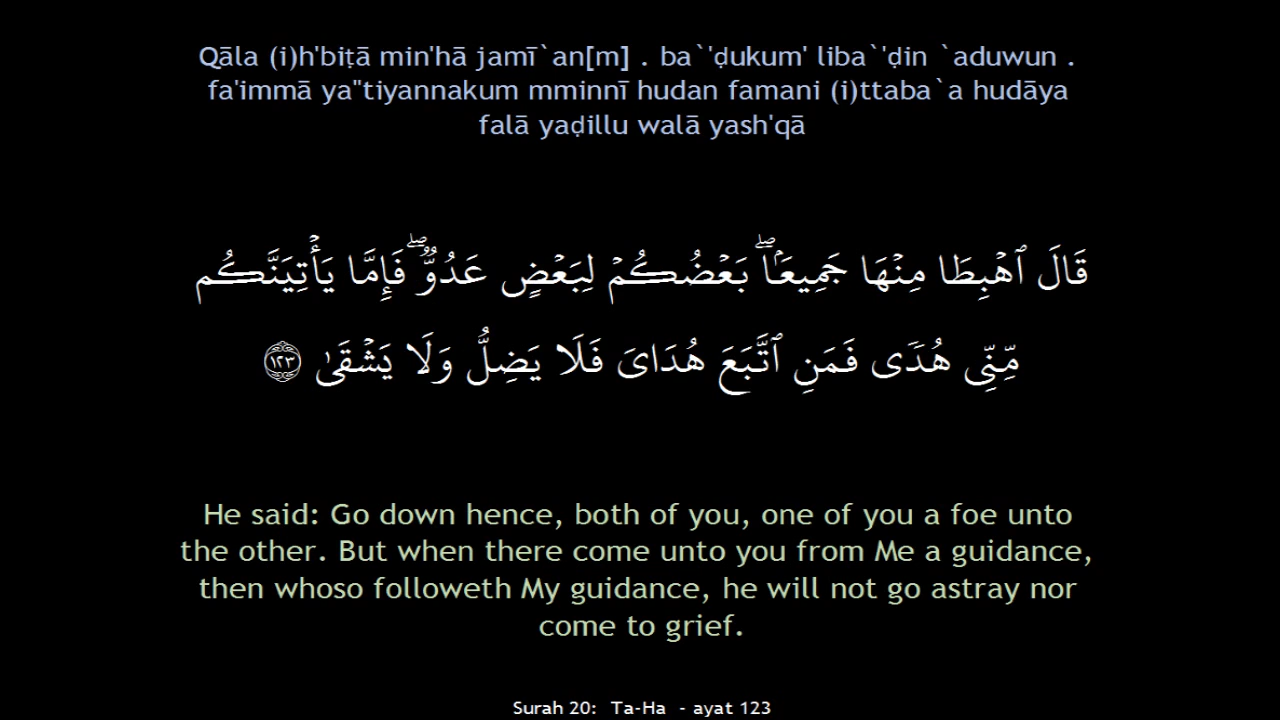 Qāla (i)h'biṭā min'hā jamī`an[m] . ba`'ḍukum' liba`'ḍin `aduwun .
fa'immā ya"tiyannakum mminnī hudan famani (i)ttaba`a hudāya
falā yaḍillu walā yash'qā
قَالَ ٱهۡبِطَا مِنۡهَا جَمِيعَۢاۖ بَعۡضُكُمۡ لِبَعۡضٍ عَدُوࣱّۖ فَإِمَّا يَأۡتِيَنَّكُم
مِّنِّی هُدࣰی فَمَنِ ٱتَّبَعَ هُدَایَ فَلَا يَضِلُّ وَلَا يَشۡقَىٰ ١٢٣
He said: Go down hence, both of you, one of you a foe unto
the other. But when there come unto you from Me a guidance,
then whoso followeth My guidance, he will not go astray nor
come to grief.
Surah 20: Ta-Ha - ayat 123